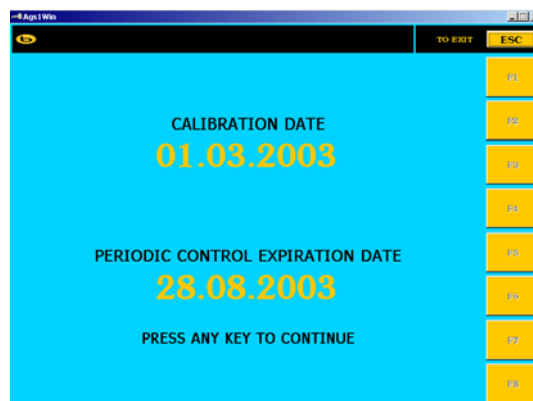 Ags1Win
TO EXIT ESC
F1
CALIBRATION DATE
F2
01.03.2003
F3
F4
PERIODIC CONTROL EXPIRATION DATE
F5
28.08.2003
F6
PRESS ANY KEY TO CONTINUE
F7
F8